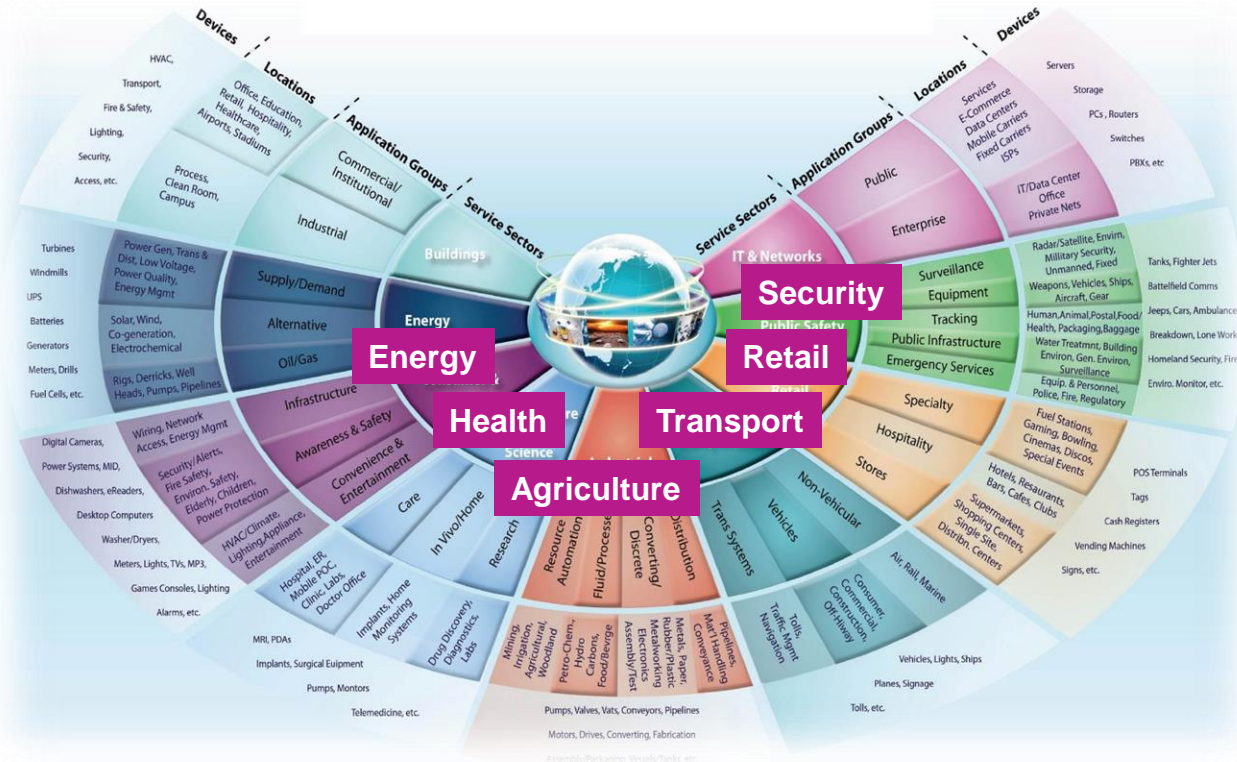 Devices
Locations
Application Groups
Service Sectors
HVAC,
Transport,
Fire & Safety,
Lighting,
Security,
Access, etc.
Office, Education,
Retail, Hospitality,
Healthcare,
Airports, Stadiums
Process,
Clean Room,
Campus
Commercial/
Institutional
Industrial
Buildings
Turbines
Windmills
UPS
Batteries
Generators
Meters, Drills
Fuel Cells, etc.
Power Gen, Trans &
Dist, Low Voltage,
Power Quality,
Energy Mgmt
Solar, Wind,
Co-generation,
Electrochemical
Rigs, Derricks, Well
Heads, Pumps, Pipelines
Supply/Demand
Alternative
Oil/Gas
Energy
Energy
Digital Cameras,
Power Systems, MID,
Dishwashers, eReaders,
Desktop Computers
Washer/Dryers,
Meters, Lights, TVs, MP3,
Games Consoles, Lighting
Alarms, etc.
Wiring, Network
Access, Energy Mgmt
Security/Alerts,
Fire Safety,
Environ. Safety,
Elderly, Children,
Power Protection
HVAC/Climate,
Lighting,Appliance,
Entertainment
Infrastructure
Awareness & Safety
Convenience &
Entertainment
Health
MRI, PDAs
Implants, Surgical Euipment
Pumps, Montors
Telemedicine, etc.
Hospital, ER,
Mobile POC,
Clinic, Labs,
Doctor Office
Implants, Home
Monitoring
Systems
Drug Discovery,
Diagnostics,
Labs
Care
In Vivo/Home
Research
Science
Agriculture
Resource
Automation
Fluid/Processes
Converting/
Discrete
Distribution
Mining,
Irrigation,
Agricultural,
Woodland
Petro-Chem.,
Hydro
Carbons,
Food/Bevrge
Metals, Paper,
Rubber/Plastic
Metalworking
Electronics
Assembly/Test
Pipelines,
Mat'l Handling
Conveyance
Pumps, Valves, Vats, Conveyors, Pipelines
Motors, Drives, Converting, Fabrication
Assembly/Packaging Vessels/Tanks, etc.
Transport
Trans Systems
Vehicles
Non-Vehicular
Tolls,
Traffic Mgmt
Navigation
Consumer,
Commercial,
Construction,
Off-Hiway
Air, Rail, Marine
Vehicles, Lights, Ships
Planes, Signage
Tolls, etc.
Retail
Retail
Specialty
Hospitality
Stores
Fuel Stations,
Gaming, Bowling,
Cinemas, Discos,
Special Events
Hotels, Resaurants,
Bars, Cafes, Clubs
Supermarkets,
Shopping Centers,
Single Site,
Distribn. Centers
POS Terminals
Tags
Cash Registers
Vending Machines
Signs, etc.
Security
Public Safety
Surveillance
Equipment
Tracking
Public Infrastructure
Emergency Services
Radar/Satellite, Envirn,
Millitary Security,
Unmanned, Fixed
Weapons, Vehicles, Ships,
Aircraft, Gear
Human,Animal,Postal,Food/
Health, Packaging,Baggage
Water Treatmnt, Building
Environ, Gen. Environ,
Surveillance
Equip. & Personnel,
Police, Fire, Regulatory
Tanks, Fighter Jets
Battelfield Comms
Jeeps, Cars, Ambulance
Breakdown, Lone Work
Homeland Security, Fire
Enviro. Monitor, etc.
IT & Networks
Public
Enterprise
Services
E-Commerce
Data Centers
Mobile Carriers
Fixed Carriers
ISPs
IT/Data Center
Office
Private Nets
Servers
Storage
PCs , Routers
Switches
PBXs, etc
Service Sectors
Application Groups
Locations
Devices